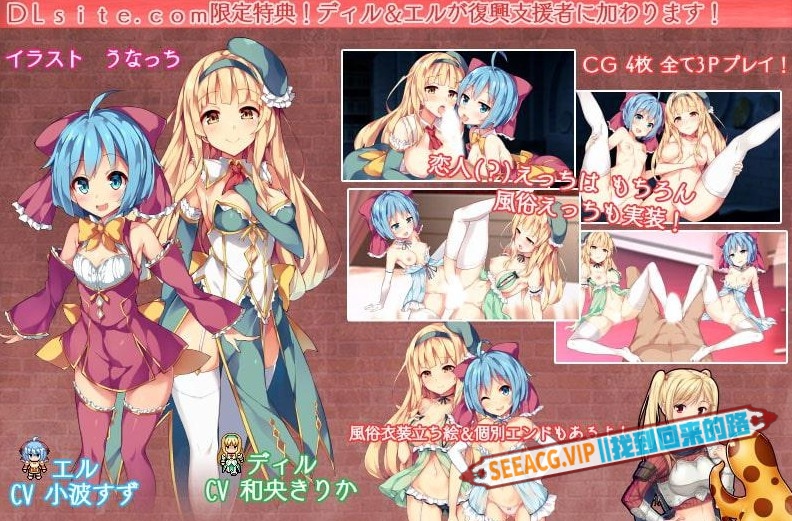 DLsite.com限定特典！ディル＆エルが復興支援者に加わります！
イラスト　うなっち
CG 4枚 全て3Pプレイ！
恋人(?)えっちは もちろん
風俗えっちも実装！
風俗衣装立ち絵＆個別エンドもあるよ！
エル
CV 小波すず
ディル
CV 和央きりか
SEEACG.VIP||找到回来的路